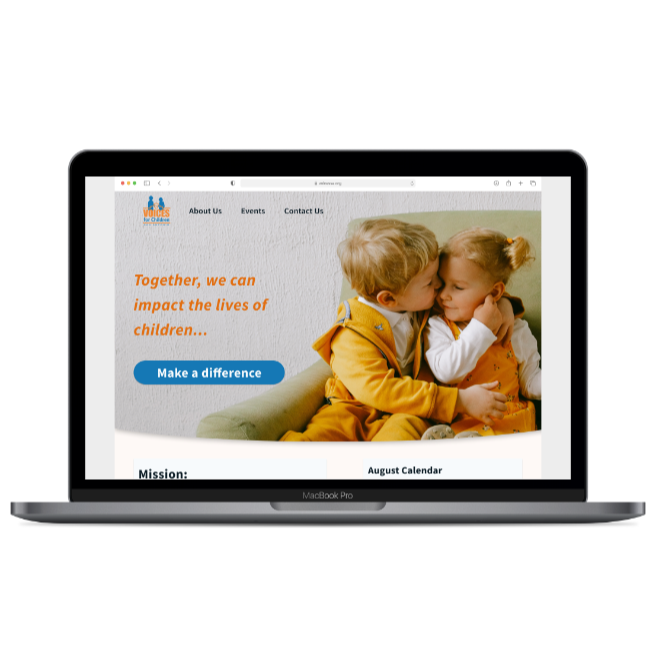 VOICES
for Children
About Us
Events
Contact Us
Together, we can
impact the lives of
children...
Make a difference
Mission:
August Calendar
MacBook Pro